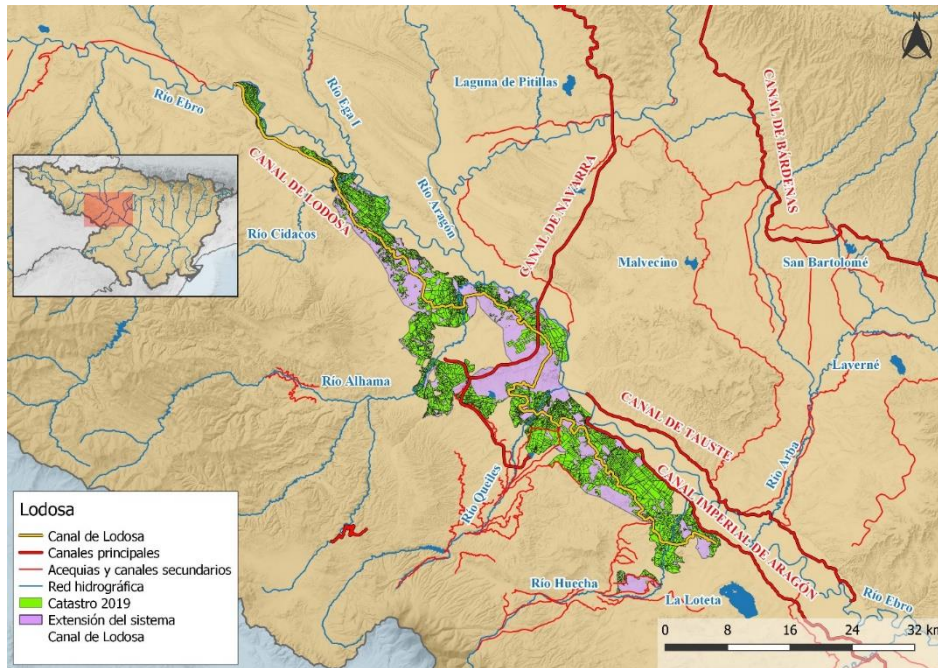 N
Río Ebro
Río Ega I
Laguna de Pitillas
CANAL DE BÁRDENAS
CANAL DE LODOSA
CANAL DE NAVARRA
Río Aragón
Río Cidacos
Malvecino
San Bartolomé
Laverné
Río Alhama
CANAL DE TAUSTE
Río Arba
Río Queiles
CANAL IMPERIAL DE ARAGÓN
Río Huecha
La Loteta
Río Ebro
Lodosa
Canal de Lodosa
Canales principales
Acequias y canales secundarios
Red hidrográfica
Catastro 2019
Extensión del sistema
Canal de Lodosa
0 8 16 24 32 km